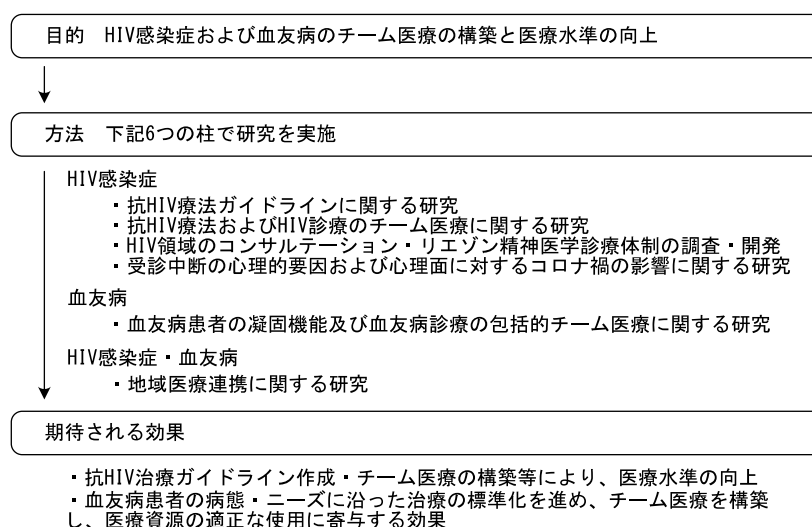 目的　HIV感染症および血友病のチーム医療の構築と医療水準の向上
方法　下記6つの柱で研究を実施
HIV感染症
・抗HIV療法ガイドラインに関する研究
・抗HIV療法およびHIV診療のチーム医療に関する研究
・HIV領域のコンサルテーション・リエゾン精神医学診療体制の調査・開発
・受診中断の心理的要因および心理面に対するコロナ禍の影響に関する研究
血友病
・血友病患者の凝固機能及び血友病診療の包括的チーム医療に関する研究
HIV感染症・血友病
・地域医療連携に関する研究
期待される効果
・抗HIV治療ガイドライン作成・チーム医療の構築等により、医療水準の向上
・血友病患者の病態・ニーズに沿った治療の標準化を進め、チーム医療を構築
し、医療資源の適正な使用に寄与する効果